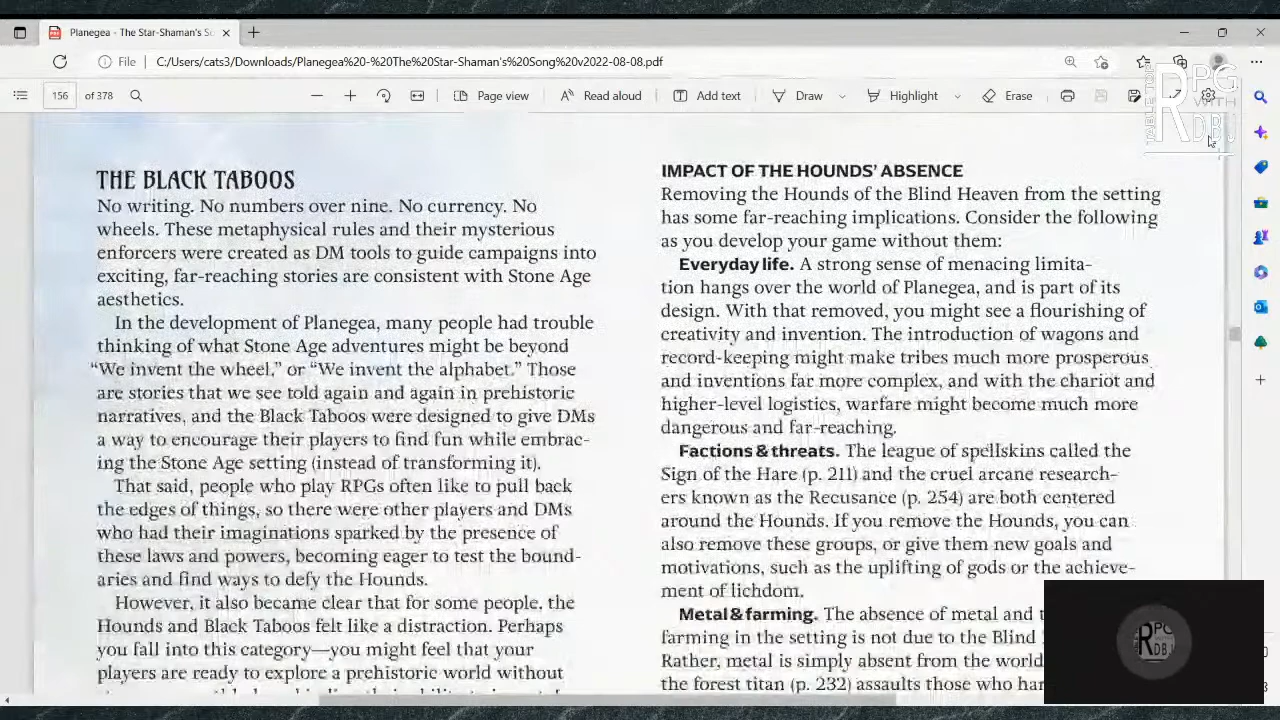 Planegea - The Star-Shaman's So
File
C:/Users/cats3/Downloads/Planegea%20-%20The%20Star-Shaman's%20Song%20v2022-08-08.pdf
156 of 378
Page view
Read aloud
Add text
Draw
Highlight
Erase
TABLE TOP
RPG
WITH
RDBJ
THE BLACK TABOOS
No writing. No numbers over nine. No currency. No
wheels. These metaphysical rules and their mysterious
enforcers were created as DM tools to guide campaigns into
exciting, far-reaching stories are consistent with Stone Age
aesthetics.
In the development of Planegea, many people had trouble
thinking of what Stone Age adventures might be beyond
“We invent the wheel,” or “We invent the alphabet.” Those
are stories that we see told again and again in prehistoric
narratives, and the Black Taboos were designed to give DMs
a way to encourage their players to find fun while embrac-
ing the Stone Age setting (instead of transforming it).
That said, people who play RPGs often like to pull back
the edges of things, so there were other players and DMs
who had their imaginations sparked by the presence of
these laws and powers, becoming eager to test the bound-
aries and find ways to defy the Hounds.
However, it also became clear that for some people, the
Hounds and Black Taboos felt like a distraction. Perhaps
you fall into this category—you might feel that your
players are ready to explore a prehistoric world without
IMPACT OF THE HOUNDS’ ABSENCE
Removing the Hounds of the Blind Heaven from the setting
has some far-reaching implications. Consider the following
as you develop your game without them:
Everyday life. A strong sense of menacing limita-
tion hangs over the world of Planegea, and is part of its
design. With that removed, you might see a flourishing of
creativity and invention. The introduction of wagons and
record-keeping might make tribes much more prosperous
and inventions far more complex, and with the chariot and
higher-level logistics, warfare might become much more
dangerous and far-reaching.
Factions & threats. The league of spellskins called the
Sign of the Hare (p. 211) and the cruel arcane research-
ers known as the Recusance (p. 254) are both centered
around the Hounds. If you remove the Hounds, you can
also remove these groups, or give them new goals and
motivations, such as the uplifting of gods or the achieve-
ment of lichdom.
Metal & farming. The absence of metal and
farming in the setting is not due to the Blind
Rather, metal is simply absent from the world
the forest titan (p. 232) assaults those who
RPG
RDBJ